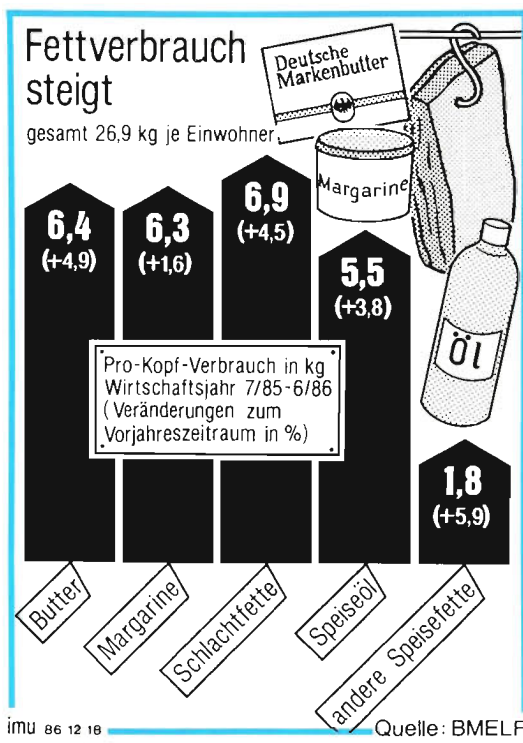 Fettverbrauch
steigt
gesamt 26,9 kg je Einwohner
Deutsche
Markenbutter
Margarine
Öl
6,4
(+4,9)
6,3
(+1,6)
6,9
(+4,5)
5,5
(+3,8)
1,8
(+5,9)
Pro-Kopf-Verbrauch in kg
Wirtschaftsjahr 7/85-6/86
(Veränderungen zum
Vorjahreszeitraum in %)
Butter
Margarine
Schlachtfette
Speiseöl
andere Speisefette
imu 86 12 18
Quelle: BMELF